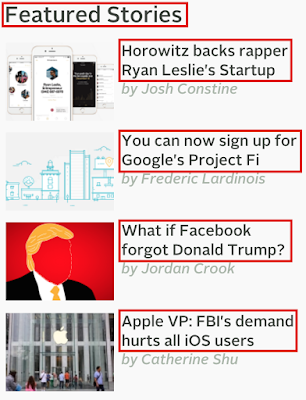 Featured Stories
Horowitz backs rapper
Ryan Leslie's Startup
by Josh Constine
You can now sign up for
Google's Project Fi
by Frederic Lardinois
What if Facebook
forgot Donald Trump?
by Jordan Crook
Apple VP: FBI's demand
hurts all iOS users
by Catherine Shu